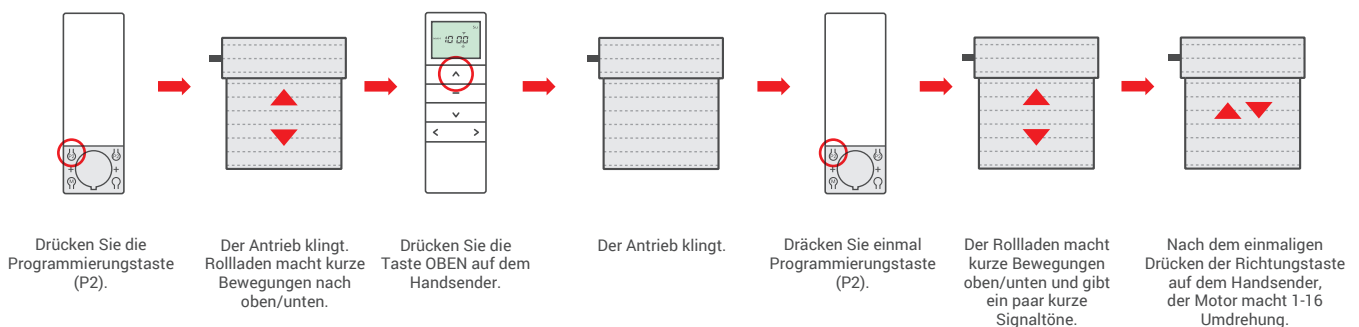 10 00
Drücken Sie die
Programmierungstaste
(P2).
Der Antrieb klingt.
Rollladen macht kurze
Bewegungen nach
oben/unten.
Drücken Sie die
Taste OBEN auf dem
Handsender.
Der Antrieb klingt.
Dräcken Sie einmal
Programmierungstaste
(P2).
Der Rollladen macht
kurze Bewegungen
oben/unten und gibt
ein paar kurze
Signaltöne.
Nach dem einmaligen
Drücken der Richtungstaste
auf dem Handsender,
der Motor macht 1-16
Umdrehung.